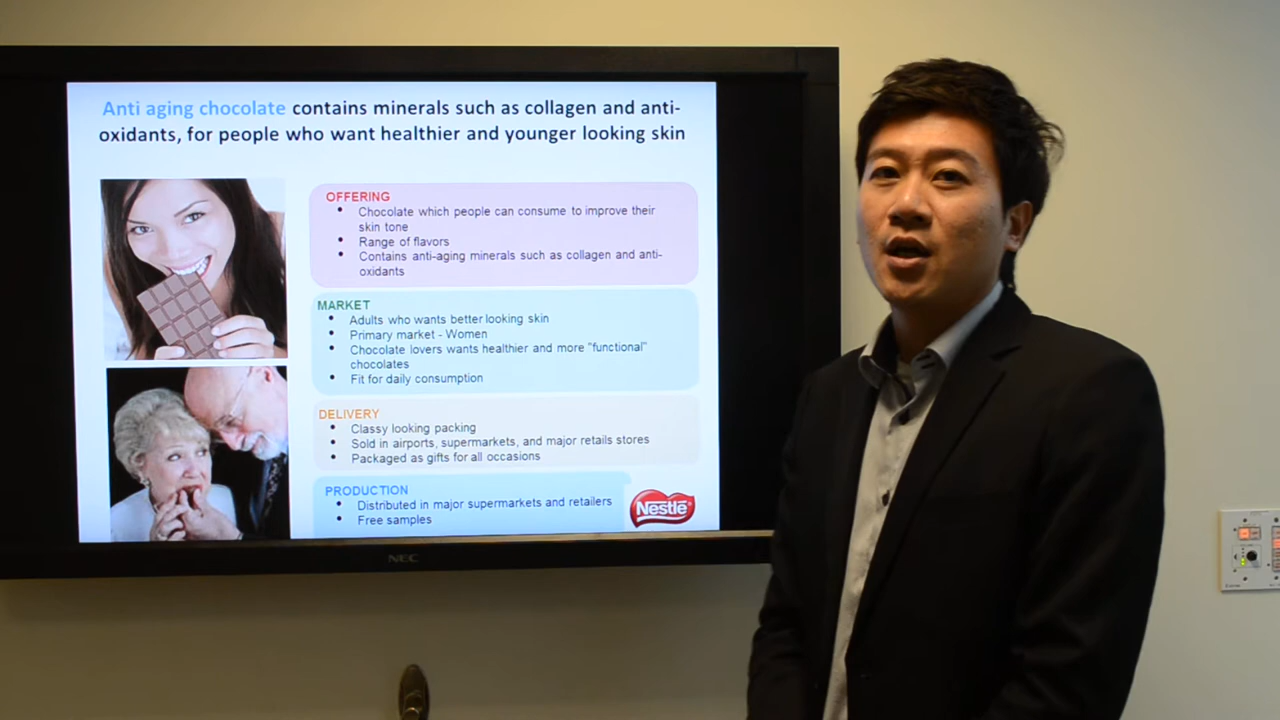 Anti aging chocolate contains minerals such as collagen and anti-
oxidants, for people who want healthier and younger looking skin
OFFERING
• Chocolate which people can consume to improve their
skin tone
• Range of flavors
• Contains anti-aging minerals such as collagen and anti-
oxidants
MARKET
• Adults who wants better looking skin
• Primary market - Women
• Chocolate lovers wants healthier and more "functional"
chocolates
• Fit for daily consumption
DELIVERY
• Classy looking packing
• Sold in airports, supermarkets, and major retails stores
• Packaged as gifts for all occasions
PRODUCTION
• Distributed in major supermarkets and retailers
• Free samples
Nestlé
NEC